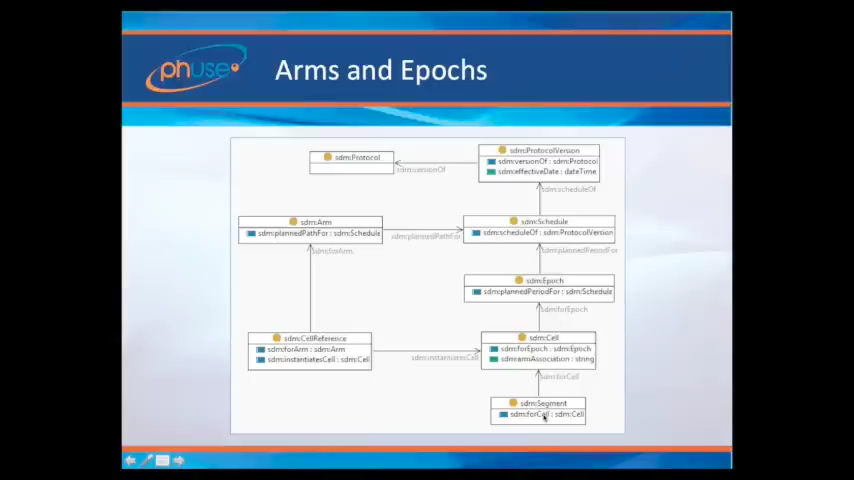 phuse
Arms and Epochs
sdm:Protocol
sdm:versionOf
sdm:ProtocolVersion
sdm:versionOf : sdm:Protocol
sdm:effectiveDate : dateTime
sdm:scheduleOf
sdm:Arm
sdm:plannedPathFor : sdm:Schedule
sdm:plannedPathFor
sdm:Schedule
sdm:scheduleOf : sdm:ProtocolVersion
sdm:forArm
sdm:plannedPeriodFor
sdm:Epoch
sdm:plannedPeriodFor : sdm:Schedule
sdm:forEpoch
sdm:CellReference
sdm:forArm : sdm:Arm
sdm:instantiatesCell : sdm:Cell
sdm:instantiatesCell
sdm:Cell
sdm:forEpoch : sdm:Epoch
sdm:armAssociation : string
sdm:forCell
sdm:Segment
sdm:forCell : sdm:Cell